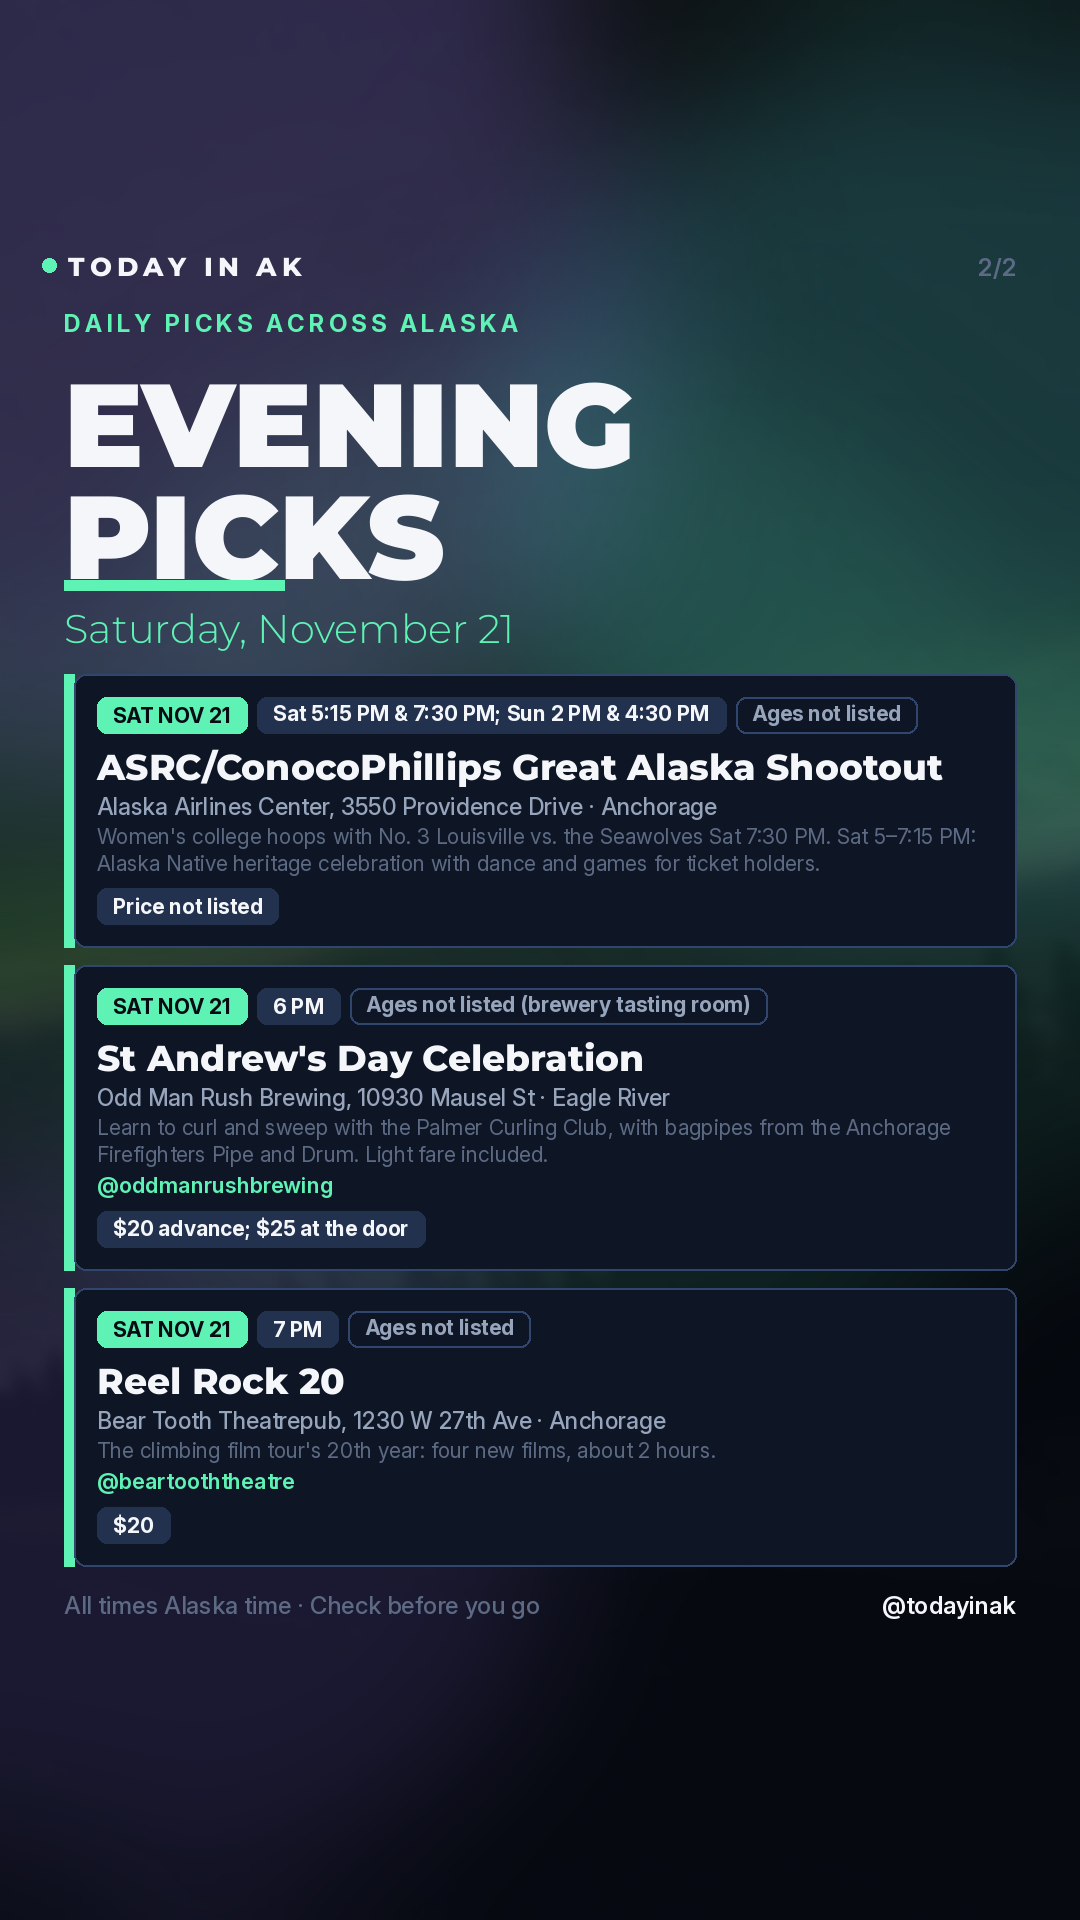 TODAY IN AK
2/2
DAILY PICKS ACROSS ALASKA
EVENING
PICKS
Saturday, November 21
SAT NOV 21 Sat 5:15 PM & 7:30 PM; Sun 2 PM & 4:30 PM Ages not listed
ASRC/ConocoPhillips Great Alaska Shootout
Alaska Airlines Center, 3550 Providence Drive · Anchorage
Women's college hoops with No. 3 Louisville vs. the Seawolves Sat 7:30 PM. Sat 5–7:15 PM:
Alaska Native heritage celebration with dance and games for ticket holders.
Price not listed
SAT NOV 21 6 PM Ages not listed (brewery tasting room)
St Andrew's Day Celebration
Odd Man Rush Brewing, 10930 Mausel St · Eagle River
Learn to curl and sweep with the Palmer Curling Club, with bagpipes from the Anchorage
Firefighters Pipe and Drum. Light fare included.
@oddmanrushbrewing
$20 advance; $25 at the door
SAT NOV 21 7 PM Ages not listed
Reel Rock 20
Bear Tooth Theatrepub, 1230 W 27th Ave · Anchorage
The climbing film tour's 20th year: four new films, about 2 hours.
@beartooththeatre
$20
All times Alaska time · Check before you go
@todayinak